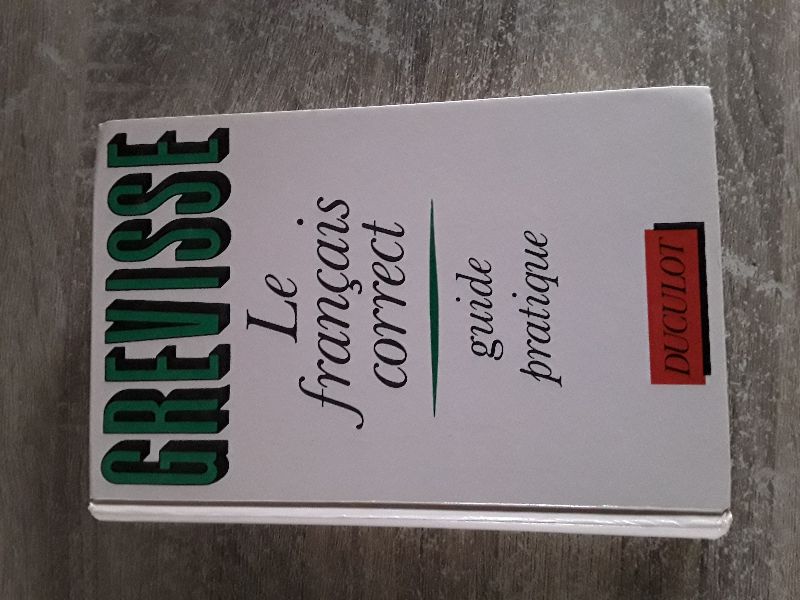 GREVISSE
Le
français
correct
guide
pratique
DUCULOT